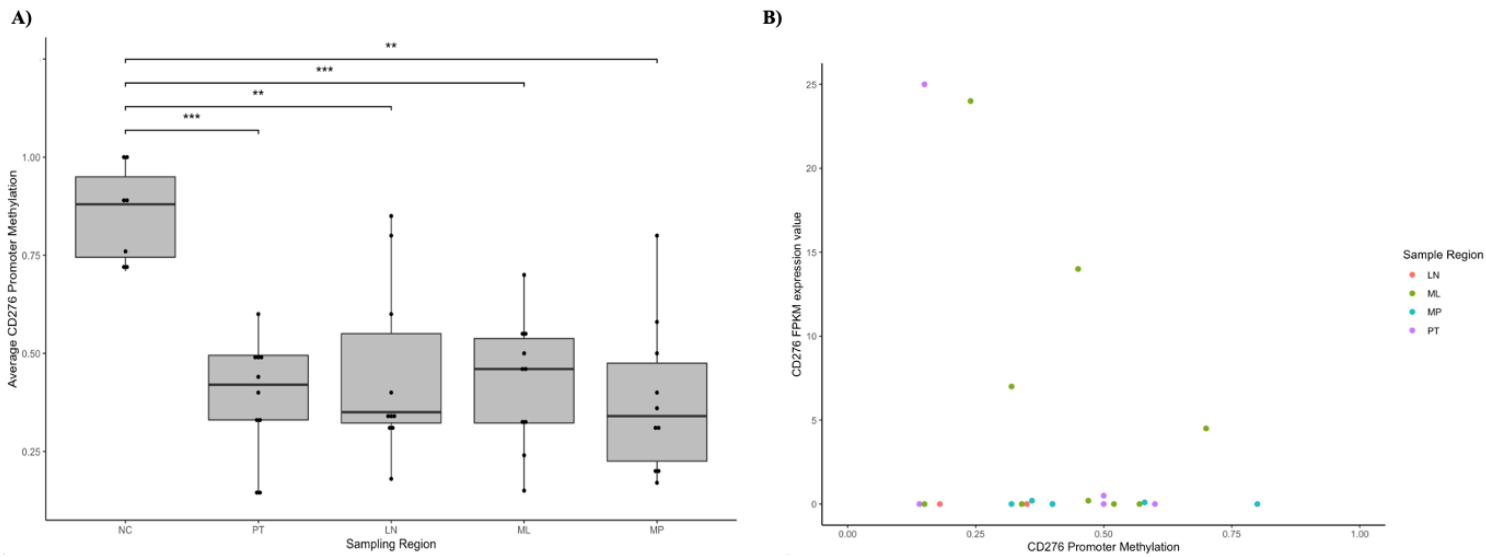 A)
B)
**
***
**
***
1.00
0.75
0.50
0.25
Average CD276 Promoter Methylation
NC PT LN ML MP
Sampling Region
25
20
15
10
5
0
CD276 FPKM expression value
0.00 0.25 0.50 0.75 1.00
CD276 Promoter Methylation
Sample Region
LN
ML
MP
PT